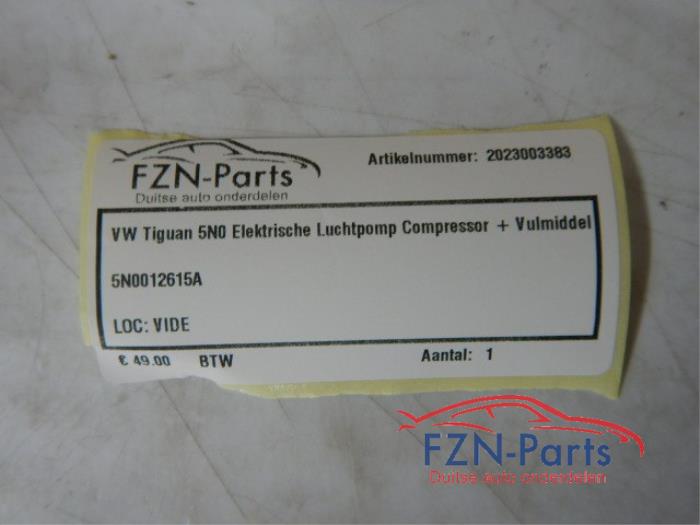 FZN-Parts
Duitse auto onderdelen
Artikelnummer: 2023003383
VW Tiguan 5N0 Elektrische Luchtpomp Compressor + Vulmiddel
5N0012615A
LOC: VIDE
€ 49.00 BTW
Aantal: 1
FZN-Parts
Duitse auto onderdelen